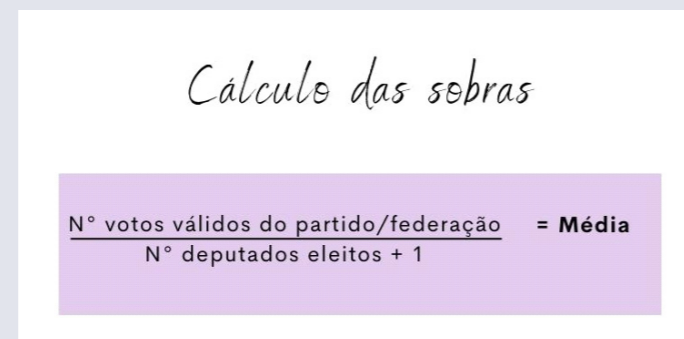 Cálculo das sobras
N° votos válidos do partido/federação = Média
N° deputados eleitos + 1